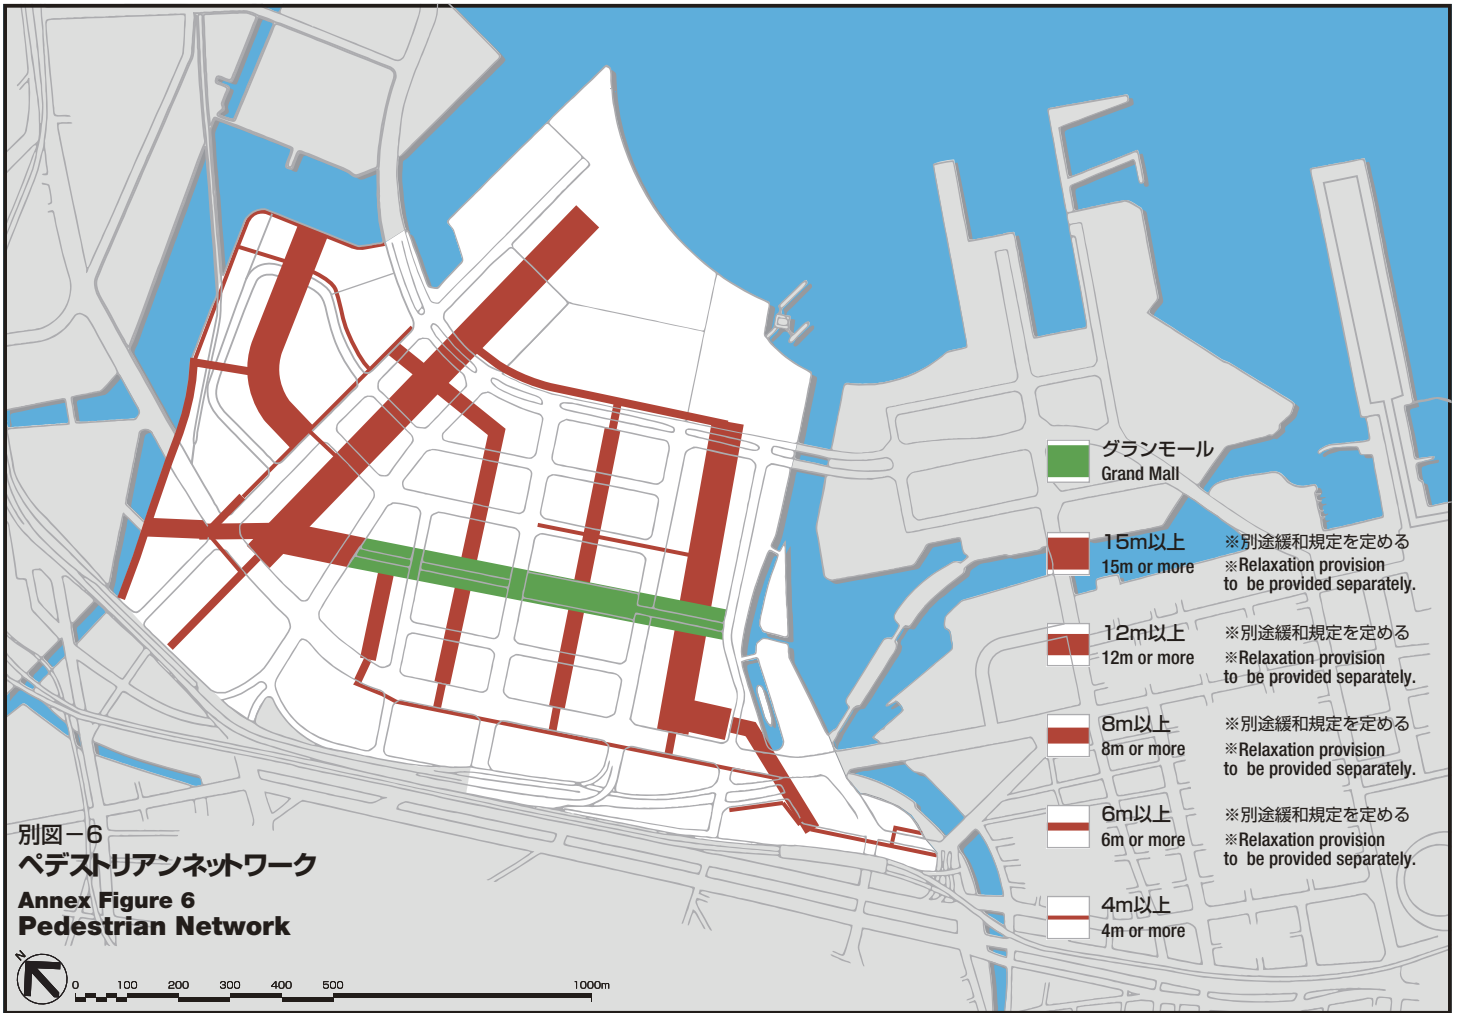 グランモール
Grand Mall
15m以上
15m or more
※別途緩和規定を定める
※Relaxation provision
to be provided separately.
12m以上
12m or more
※別途緩和規定を定める
※Relaxation provision
to be provided separately.
8m以上
8m or more
※別途緩和規定を定める
※Relaxation provision
to be provided separately.
6m以上
6m or more
※別途緩和規定を定める
※Relaxation provision
to be provided separately.
4m以上
4m or more
別図－6
ペデストリアンネットワーク
Annex Figure 6
Pedestrian Network
N
0 100 200 300 400 500 1000m